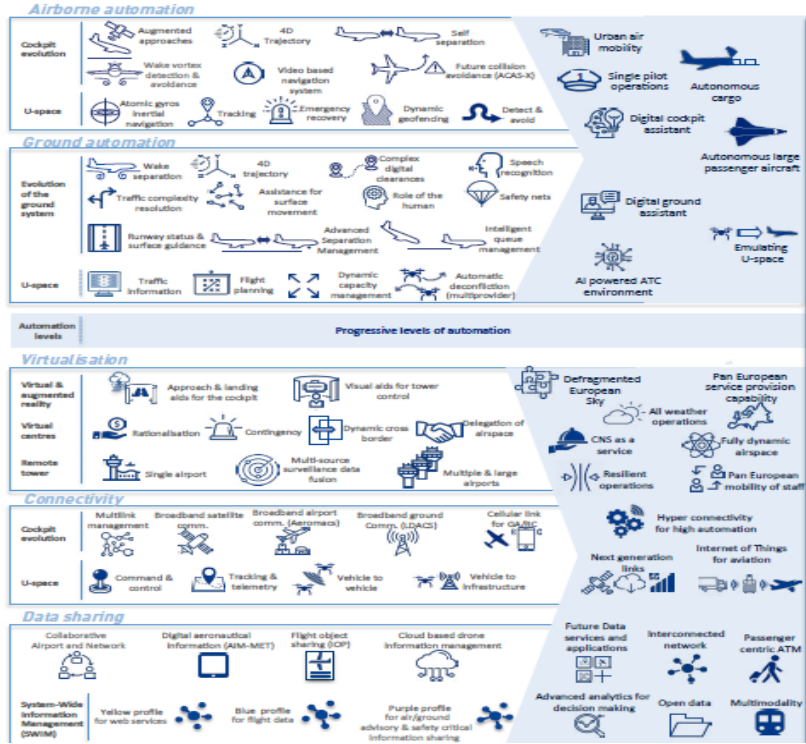 Airborne automation
Cockpit
evolution
Augmented
approaches
4D
Trajectory
Self
separation
Wake vortex
detection & avoidance
Video based
navigation
system
Future collision
avoidance (ACAS-X)
U-space
Atomic gyros
Inertial
navigation
Tracking
Emergency
recovery
Dynamic
geofencing
Detect &
avoid
Urban air
mobility
Single pilot
operations
Autonomous
cargo
Digital cockpit
assistant
Autonomous large
passenger aircraft
Ground automation
Evolution
of the
ground
system
Wake
separation
4D
trajectory
Complex
digital
clearances
Speech
recognition
Traffic complexity
resolution
Assistance for
surface
movement
Role of the
human
Safety nets
Runway status &
surface guidance
Advanced
Separation
Management
Intelligent
queue
management
U-space
Traffic
information
Flight
planning
Dynamic
capacity
management
Automatic
deconfliction
(multiprovider)
Digital ground
assistant
Emulating
U-space
AI powered ATC
environment
Automation
levels
Progressive levels of automation
Virtualisation
Virtual &
augmented
reality
Approach & landing
aids for the cockpit
Visual aids for tower
control
Virtual
centres
Rationalisation
Contingency
Dynamic cross
border
Delegation of
airspace
Remote
tower
Single airport
Multi-source
surveillance data
fusion
Multiple & large
airports
Defragmented
European
Sky
Pan European
service provision
capability
All weather
operations
CNS as a
service
Fully dynamic
airspace
Resilient
operations
Pan European
mobility of staff
Connectivity
Cockpit
evolution
Multilink
management
Broadband satellite
comm.
Broadband airport
comm. (Aeromacs)
Broadband ground
Comm. (LDACS)
Cellular link
for GA/RC
U-space
Command &
control
Tracking &
telemetry
Vehicle to
vehicle
Vehicle to
infrastructure
Hyper connectivity
for high automation
Next generation
links
5G
Internet of Things
for aviation
Data sharing
Collaborative
Airport and Network
Digital aeronautical
information (AIM-MET)
Flight object
sharing (IOP)
Cloud based drone
information management
System-Wide
Information
Management
(SWIM)
Yellow profile
for web services
Blue profile
for flight data
Purple profile
for air/ground
advisory & safety critical
information sharing
Future Data
services and
applications
Interconnected
network
Passenger
centric ATM
Advanced analytics for
decision making
Open data
Multimodality